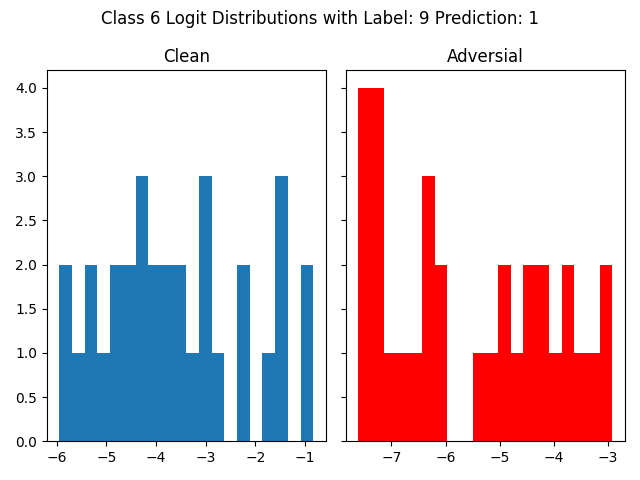 Class 6 Logit Distributions with Label: 9 Prediction: 1
Clean
Adversial
4.0
3.5
3.0
2.5
2.0
1.5
1.0
0.5
0.0
−6 −5 −4 −3 −2 −1
−7 −6 −5 −4 −3